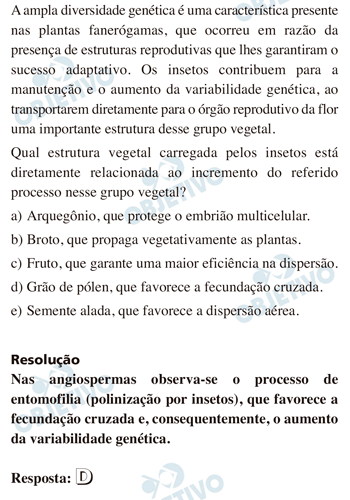 A ampla diversidade genética é uma característica presente
nas plantas fanerógamas, que ocorreu em razão da
presença de estruturas reprodutivas que lhes garantiram o
sucesso adaptativo. Os insetos contribuem para a
manutenção e o aumento da variabilidade genética, ao
transportarem diretamente para o órgão reprodutivo da flor
uma importante estrutura desse grupo vegetal.
Qual estrutura vegetal carregada pelos insetos está
diretamente relacionada ao incremento do referido
processo nesse grupo vegetal?
a) Arquegônio, que protege o embrião multicelular.
b) Broto, que propaga vegetativamente as plantas.
c) Fruto, que garante uma maior eficiência na dispersão.
d) Grão de pólen, que favorece a fecundação cruzada.
e) Semente alada, que favorece a dispersão aérea.
Resolução
Nas angiospermas observa-se o processo de
entomofilia (polinização por insetos), que favorece a
fecundação cruzada e, consequentemente, o aumento
da variabilidade genética.
Resposta: D